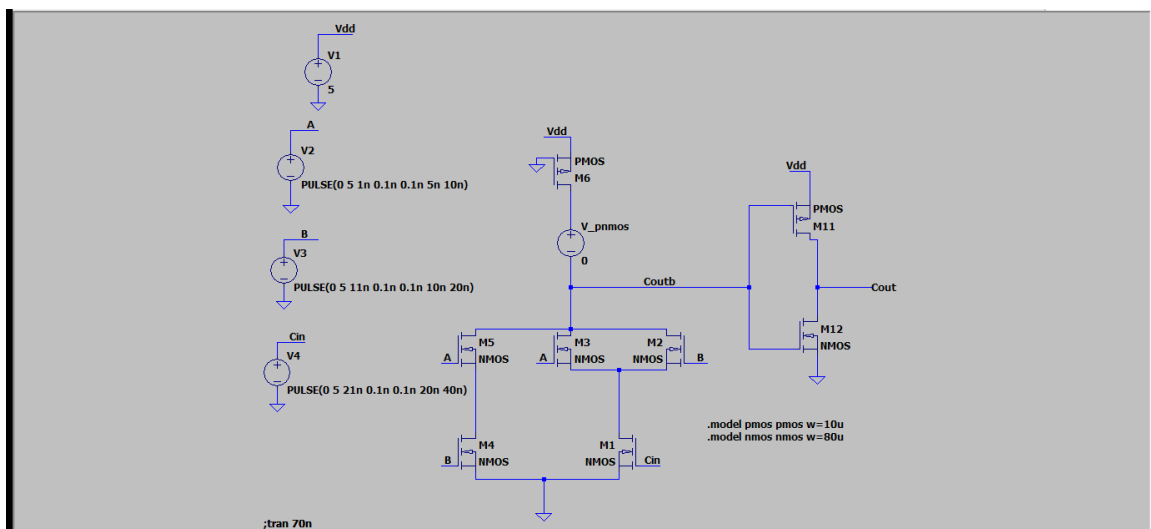 Vdd
V1
5
A
V2
PULSE(0 5 1n 0.1n 0.1n 5n 10n)
B
V3
PULSE(0 5 11n 0.1n 0.1n 10n 20n)
Cin
V4
PULSE(0 5 21n 0.1n 0.1n 20n 40n)
Vdd
PMOS
M6
V_pnmos
0
Coutb
Vdd
PMOS
M11
Cout
M12
NMOS
M5
A
NMOS
M3
A
NMOS
M2
NMOS
B
M4
B
NMOS
M1
NMOS
Cin
.model pmos pmos w=10u
.model nmos nmos w=80u
;tran 70n